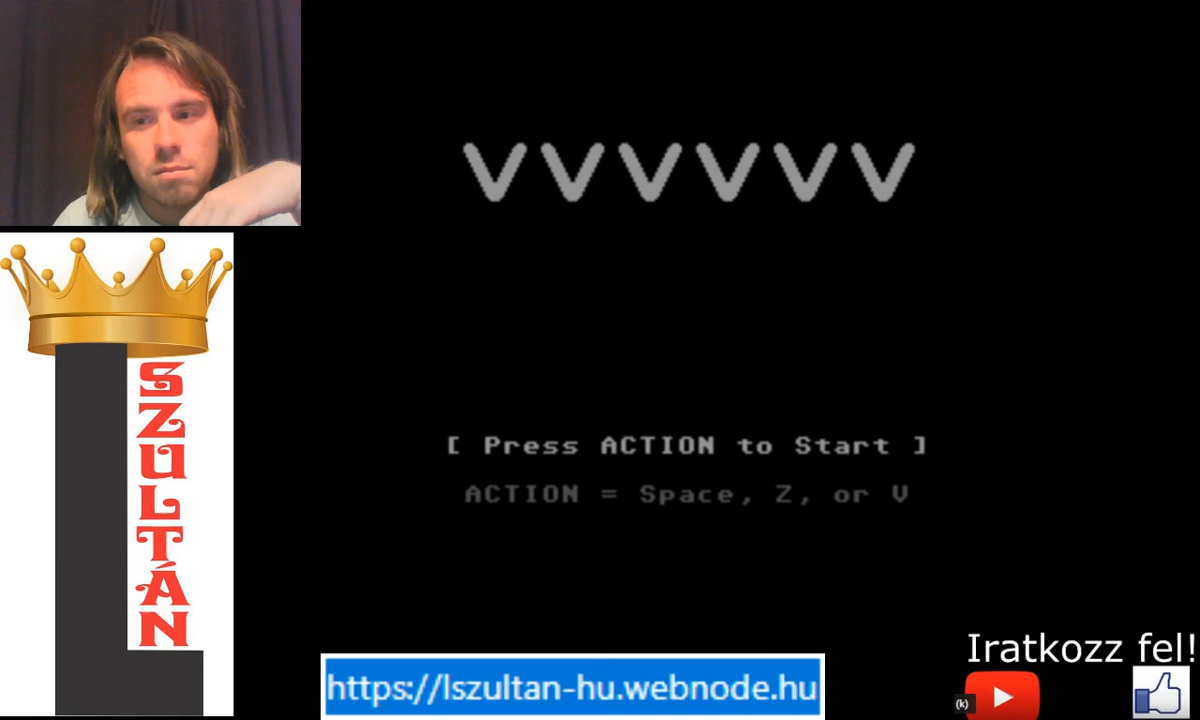 VVVVVV
[ Press ACTION to Start ]
ACTION = Space, Z, or V
L
SZULTÁN
https://lszultan-hu.webnode.hu
Iratkozz fel!
(k)